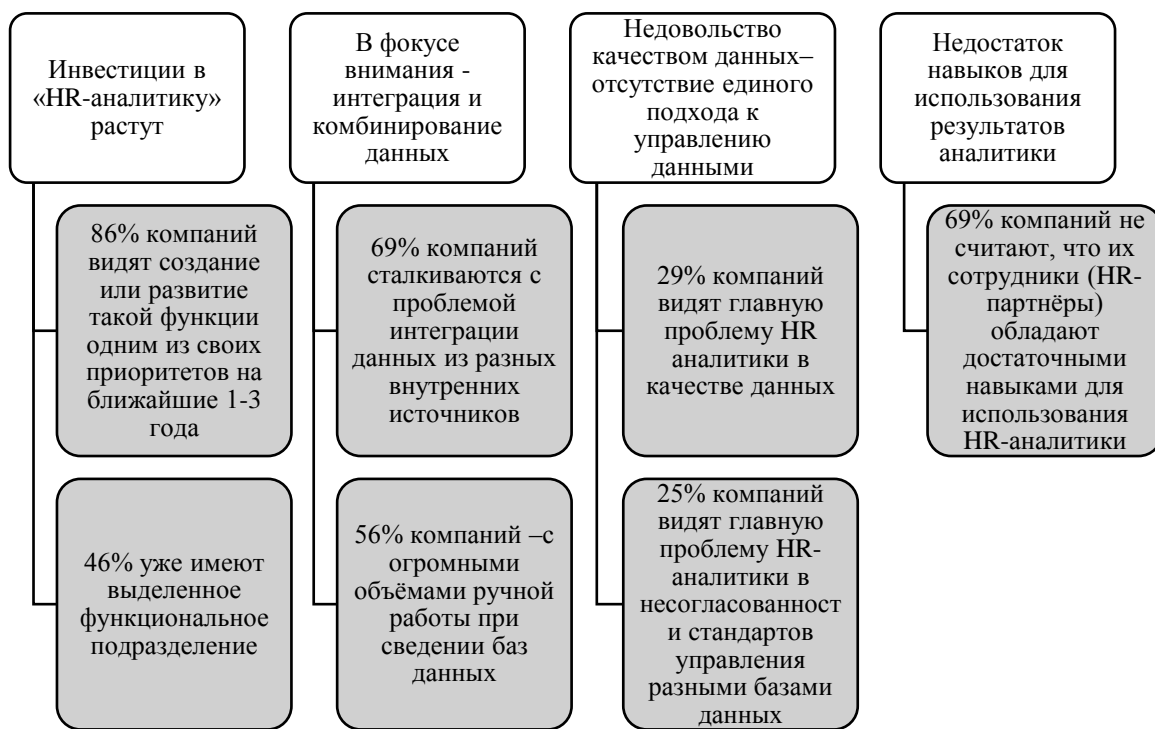 Инвестиции в
«HR-аналитику»
растут
86% компаний
видят создание
или развитие
такой функции
одним из своих
приоритетов на
ближайшие 1-3
года
46% уже имеют
выделенное
функциональное
подразделение
В фокусе
внимания -
интеграция и
комбинирование
данных
69% компаний
сталкиваются с
проблемой
интеграции
данных из разных
внутренних
источников
56% компаний –с
огромными
объёмами ручной
работы при
сведении баз
данных
Недовольство
качеством данных–
отсутствие единого
подхода к
управлению
данными
29% компаний
видят главную
проблему HR
аналитики в
качестве данных
25% компаний
видят главную
проблему HR-
аналитики в
несогласованност
и стандартов
управления
разными базами
данных
Недостаток
навыков для
использования
результатов
аналитики
69% компаний не
считают, что их
сотрудники (HR-
партнёры)
обладают
достаточными
навыками для
использования
HR-аналитики